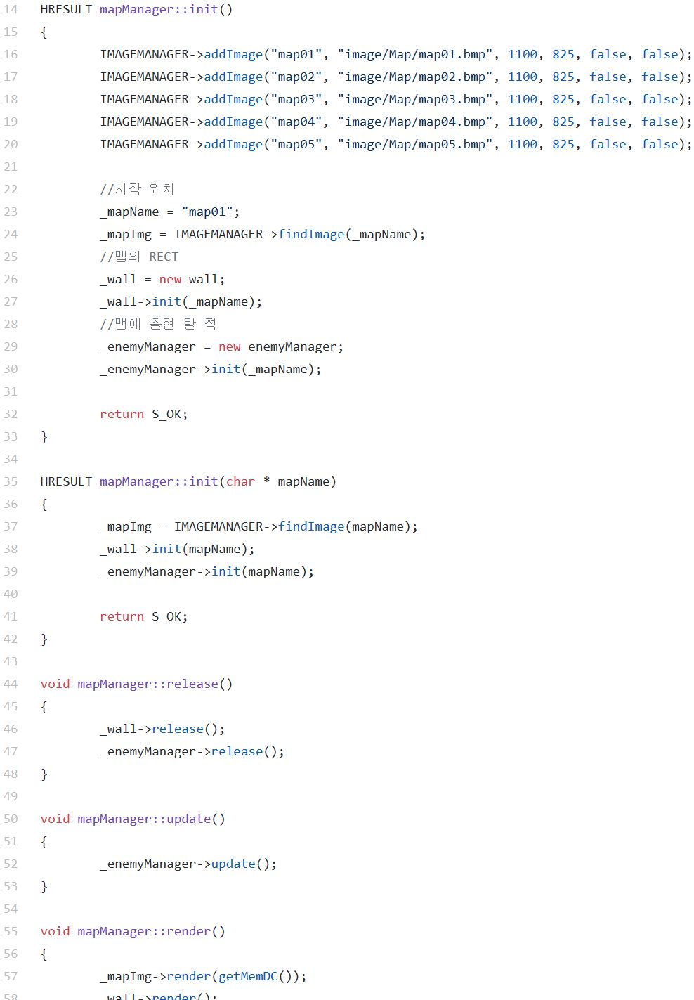 14 HRESULT mapManager::init()
15 {
16 IMAGEMANAGER->addImage("map01", "image/Map/map01.bmp", 1100, 825, false, false);
17 IMAGEMANAGER->addImage("map02", "image/Map/map02.bmp", 1100, 825, false, false);
18 IMAGEMANAGER->addImage("map03", "image/Map/map03.bmp", 1100, 825, false, false);
19 IMAGEMANAGER->addImage("map04", "image/Map/map04.bmp", 1100, 825, false, false);
20 IMAGEMANAGER->addImage("map05", "image/Map/map05.bmp", 1100, 825, false, false);
21
22 //시작 위치
23 _mapName = "map01";
24 _mapImg = IMAGEMANAGER->findImage(_mapName);
25 //맵의 RECT
26 _wall = new wall;
27 _wall->init(_mapName);
28 //맵에 출현 할 적
29 _enemyManager = new enemyManager;
30 _enemyManager->init(_mapName);
31
32 return S_OK;
33 }
34
35 HRESULT mapManager::init(char * mapName)
36 {
37 _mapImg = IMAGEMANAGER->findImage(mapName);
38 _wall->init(mapName);
39 _enemyManager->init(mapName);
40
41 return S_OK;
42 }
43
44 void mapManager::release()
45 {
46 _wall->release();
47 _enemyManager->release();
48 }
49
50 void mapManager::update()
51 {
52 _enemyManager->update();
53 }
54
55 void mapManager::render()
56 {
57 _mapImg->render(getMemDC());
58 _wall->render();